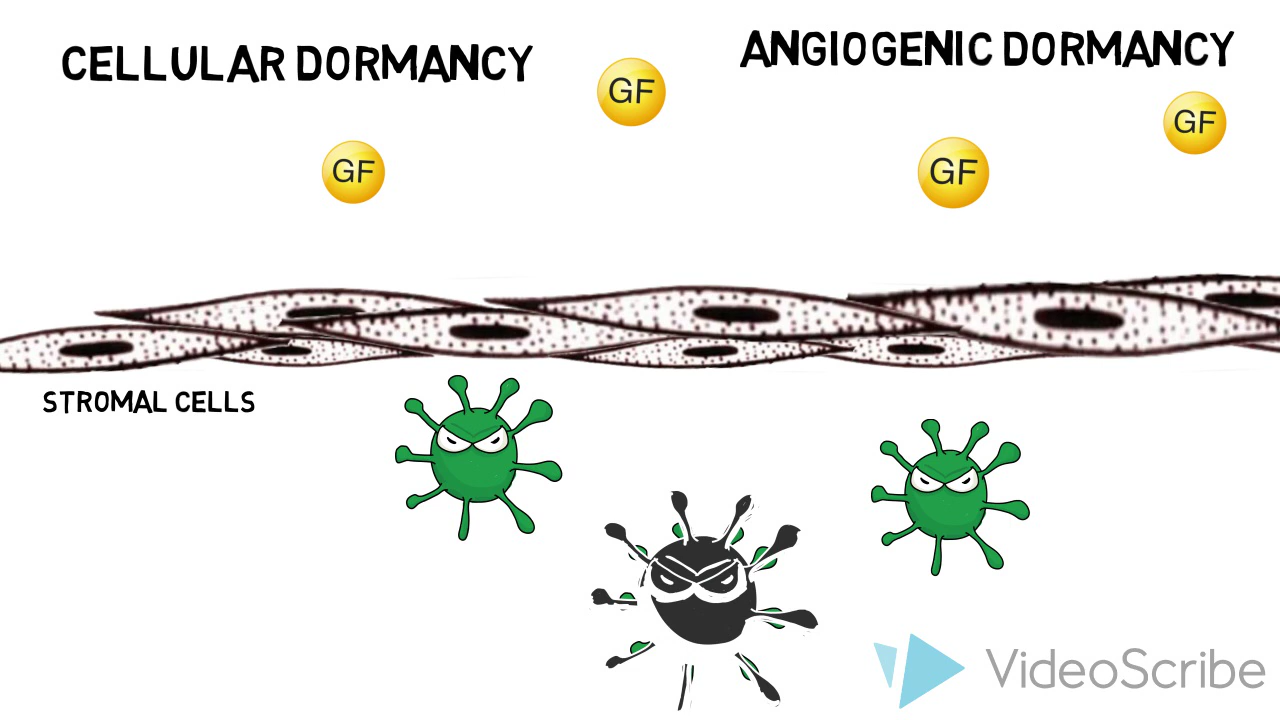 CELLULAR DORMANCY
ANGIOGENIC DORMANCY
GF
GF
GF
GF
STROMAL CELLS
VideoScribe